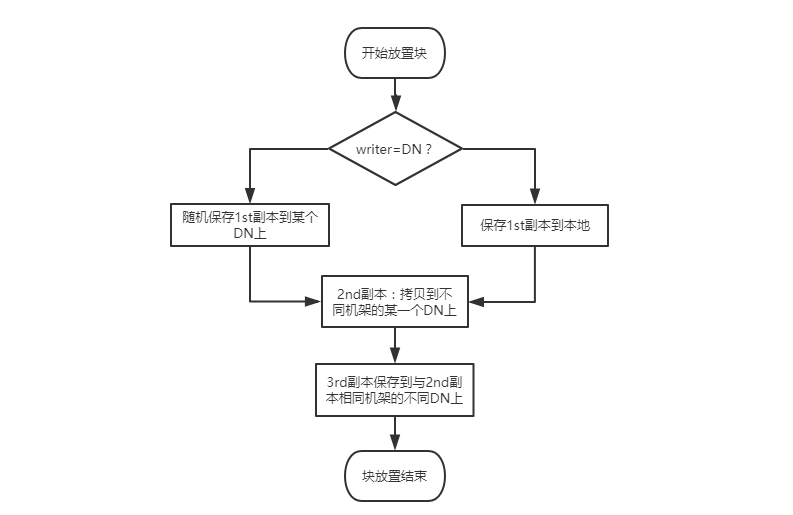 开始放置块
writer=DN？
随机保存1st副本到某个
DN上
保存1st副本到本地
2nd副本：拷贝到不
同机架的某一个DN上
3rd副本保存到与2nd副
本相同机架的不同DN上
块放置结束